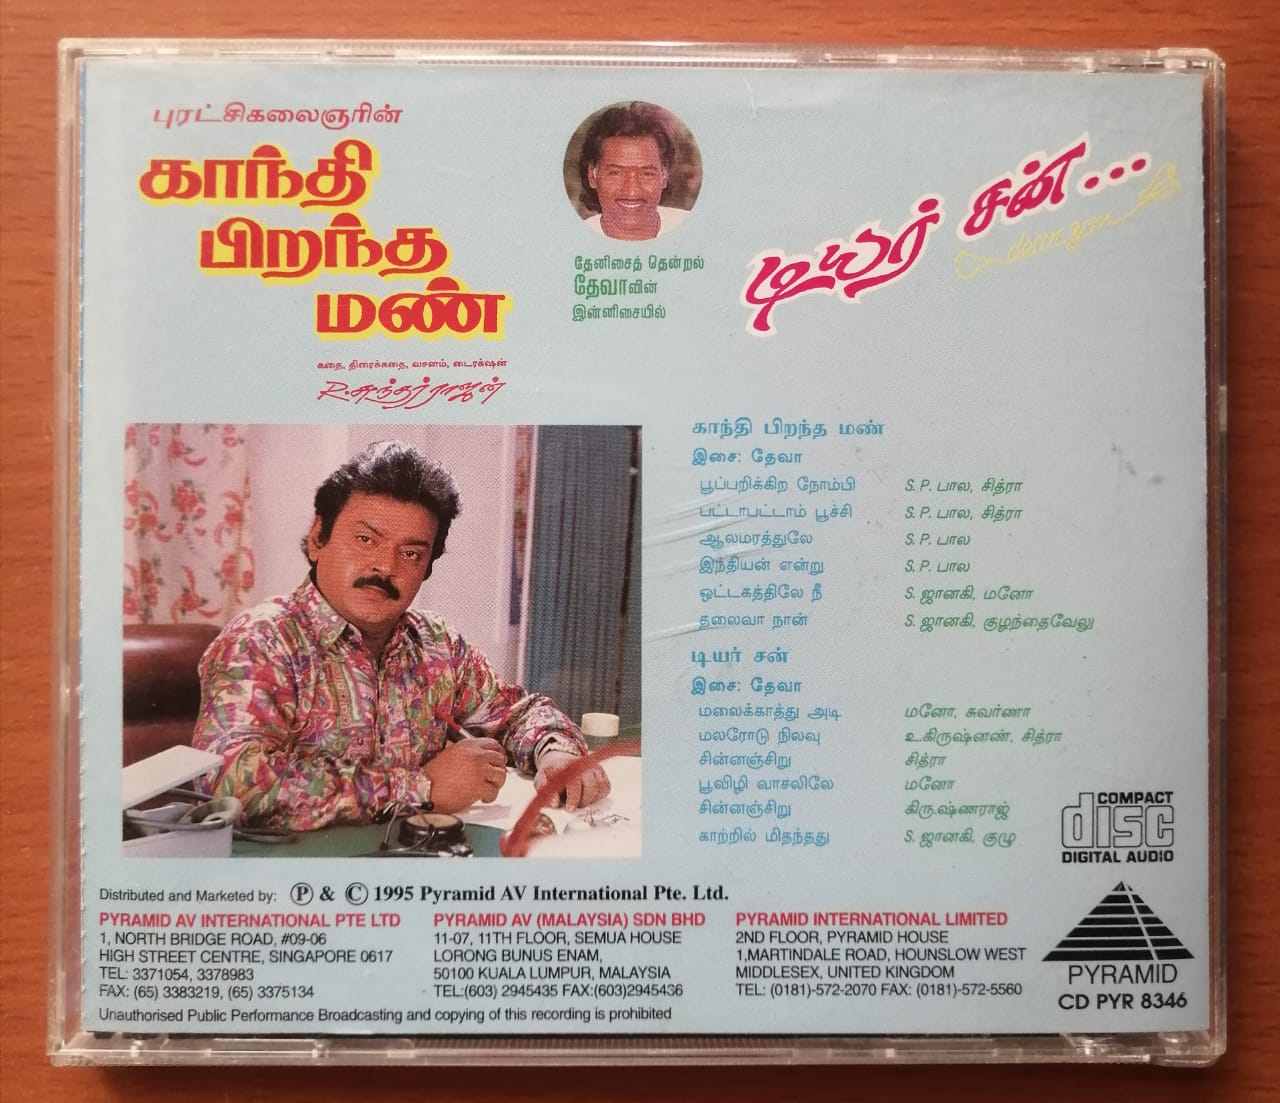 புரட்சிகலைஞரின்
காந்தி
பிறந்த
மண்
கதை, திரைக்கதை, வசனம், டைரக்ஷன்
R.சுந்தர்ராஜன்
தேனிசைத் தென்றல்
தேவாவின்
இன்னிசையில்
டியர் சன்...
காந்தி பிறந்த மண்
இசை: தேவா
பூப்பறிக்கிற நோம்பி S. P. பாலு, சித்ரா
பட்டாபட்டாம் பூச்சி S. P. பாலு, சித்ரா
ஆலமரத்துலே S. P. பாலு
இந்தியன் என்று S. P. பாலு
ஒட்டகத்திலே நீ S. ஜானகி, மனோ
தலைவா நான் S. ஜானகி, குழந்தைவேலு
டியர் சன்
இசை: தேவா
மலைக்காத்து அடி மனோ, சுவர்ணா
மலரோடு நிலவு உ.கிருஷ்னண், சித்ரா
சின்னஞ்சிறு சித்ரா
பூவிழி வாசலிலே மனோ
சின்னஞ்சிறு கிருஷ்ணராஜ்
காற்றில் மிதந்தது S. ஜானகி, குழு
COMPACT
disc
DIGITAL AUDIO
Distributed and Marketed by: Ⓟ & © 1995 Pyramid AV International Pte. Ltd.
PYRAMID AV INTERNATIONAL PTE LTD
1, NORTH BRIDGE ROAD, #09-06
HIGH STREET CENTRE, SINGAPORE 0617
TEL: 3371054, 3378983
FAX: (65) 3383219, (65) 3375134
PYRAMID AV (MALAYSIA) SDN BHD
11-07, 11TH FLOOR, SEMUA HOUSE
LORONG BUNUS ENAM,
50100 KUALA LUMPUR, MALAYSIA
TEL:(603) 2945435 FAX:(603)2945436
PYRAMID INTERNATIONAL LIMITED
2ND FLOOR, PYRAMID HOUSE
1,MARTINDALE ROAD, HOUNSLOW WEST
MIDDLESEX, UNITED KINGDOM
TEL: (0181)-572-2070 FAX: (0181)-572-5560
Unauthorised Public Performance Broadcasting and copying of this recording is prohibited
PYRAMID
CD PYR 8346